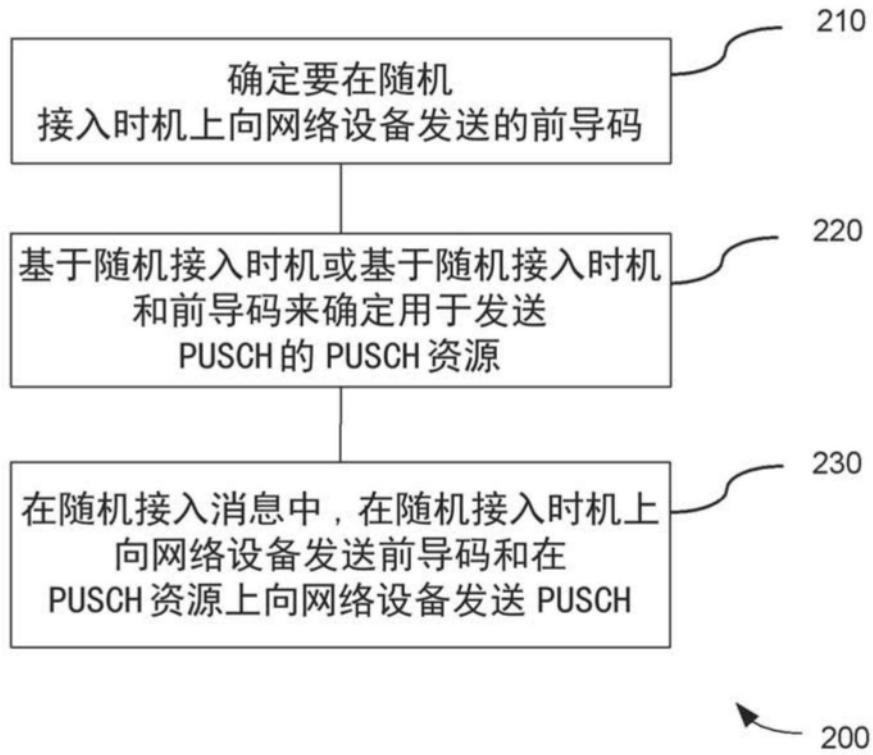 210
确定要在随机
接入时机上向网络设备发送的前导码
220
基于随机接入时机或基于随机接入时机
和前导码来确定用于发送
PUSCH的 PUSCH 资源
230
在随机接入消息中,在随机接入时机上
向网络设备发送前导码和在
PUSCH 资源上向网络设备发送 PUSCH
200